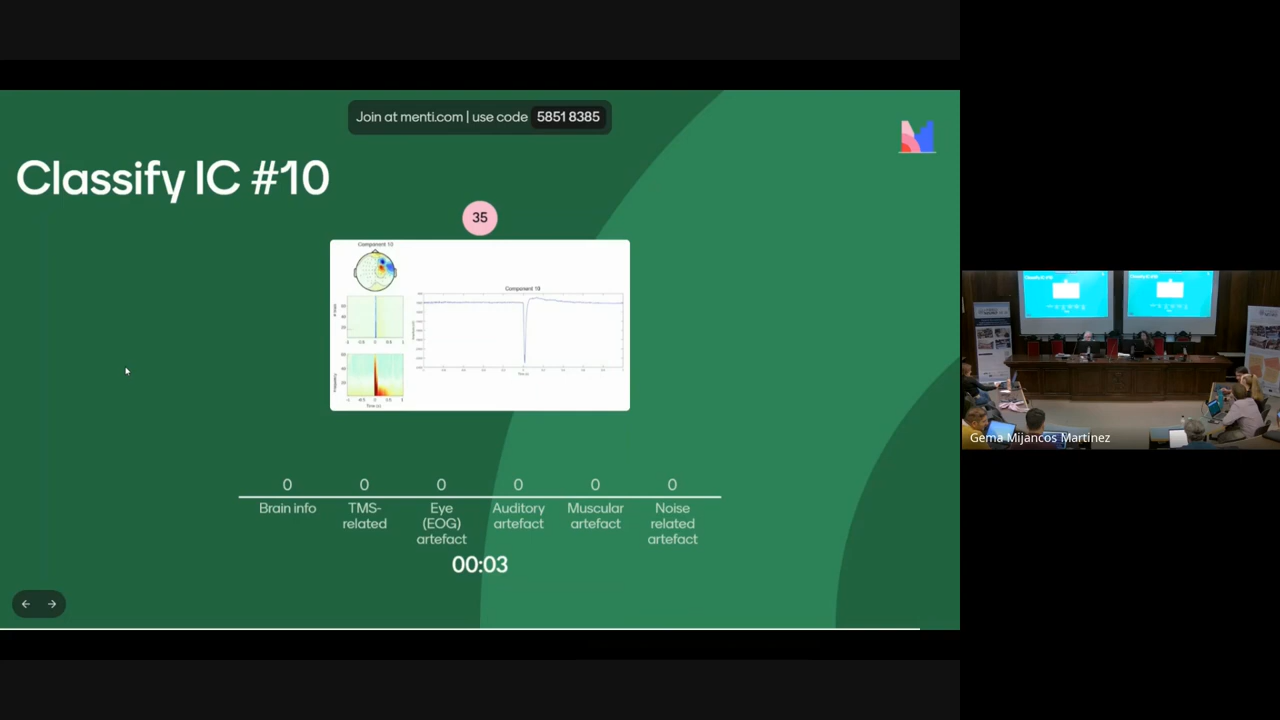 Join at menti.com | use code 5851 8385
Classify IC #10
35
Component 10
Component 10
Time (s)
0 0 0 0 0 0
Brain info
TMS-
related
Eye
(EOG)
artefact
Auditory
artefact
Muscular
artefact
Noise
related
artefact
00:03
Gema Mijancos Martinez